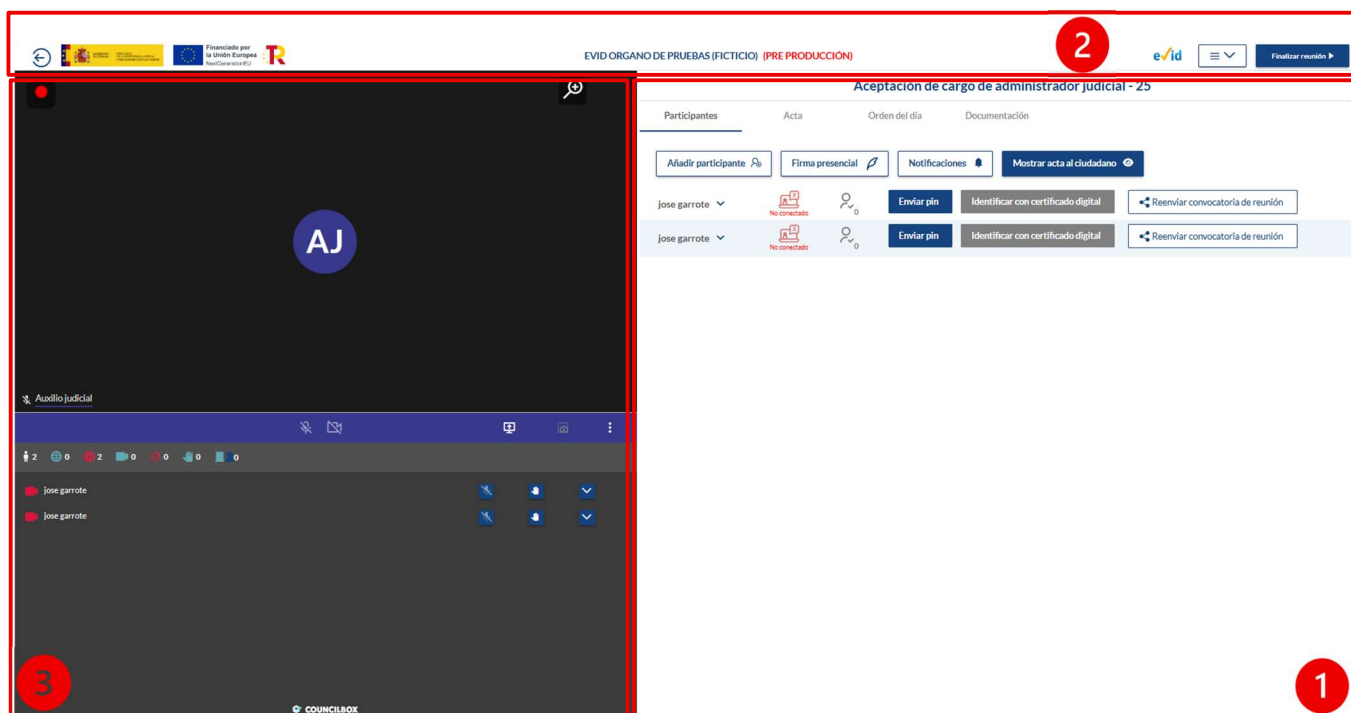 Financiado por
la Unión Europea
NextGenerationEU
EVID ORGANO DE PRUEBAS (FICTICIO) (PRE PRODUCCIÓN)
2
e✓id
Finalizar reunión
Aceptación de cargo de administrador judicial - 25
Participantes Acta Orden del día Documentación
Añadir participante Firma presencial Notificaciones Mostrar acta al ciudadano
jose garrote No conectado 0 Enviar pin Identificar con certificado digital Reenviar convocatoria de reunión
jose garrote No conectado 0 Enviar pin Identificar con certificado digital Reenviar convocatoria de reunión
AJ
Auxilio judicial
2 0 2 0 0 0 0
jose garrote
jose garrote
3
COUNCILBOX
1